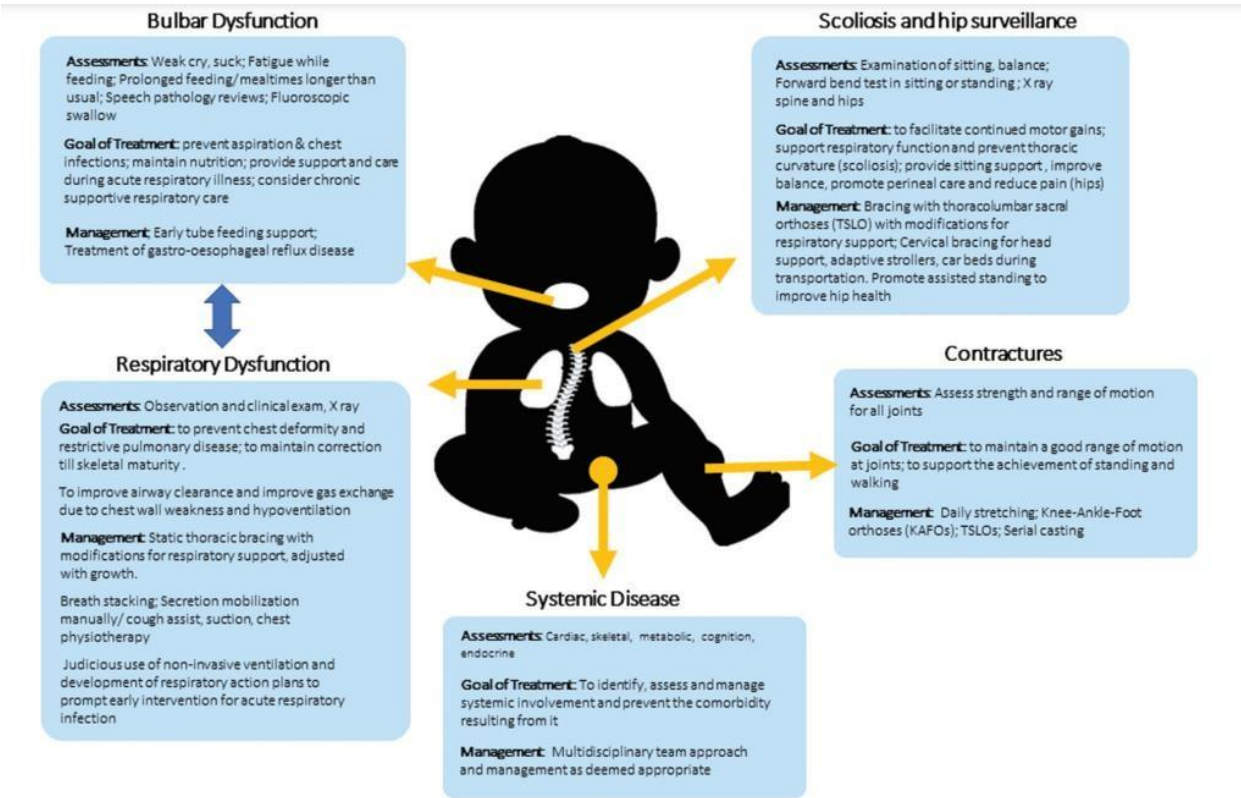 Bulbar Dysfunction
Assessments: Weak cry, suck; Fatigue while
feeding; Prolonged feeding/ mealtimes longer than
usual; Speech pathology reviews; Fluoroscopic
swallow
Goal of Treatment: prevent aspiration & chest
infections; maintain nutrition; provide support and care
during acute respiratory illness; consider chronic
supportive respiratory care
Management; Early tube feeding support;
Treatment of gastro-oesophageal reflux disease
Respiratory Dysfunction
Assessments: Observation and clinical exam, X ray
Goal of Treatment: to prevent chest deformity and
restrictive pulmonary disease; to maintain correction
till skeletal maturity .
To improve airway clearance and improve gas exchange
due to chest wall weakness and hypoventilation
Management: Static thoracic bracing with
modifications for respiratory support, adjusted
with growth.
Breath stacking; Secretion mobilization
manually/ cough assist, suction, chest
physiotherapy
Judicious use of non-invasive ventilation and
development of respiratory action plans to
prompt early intervention for acute respiratory
infection
Scoliosis and hip surveillance
Assessments: Examination of sitting, balance;
Forward bend test in sitting or standing ; X ray
spine and hips
Goal of Treatment: to facilitate continued motor gains;
support respiratory function and prevent thoracic
curvature (scoliosis); provide sitting support , improve
balance, promote perineal care and reduce pain (hips)
Management: Bracing with thoracolumbar sacral
orthoses (TSLO) with modifications for
respiratory support; Cervical bracing for head
support, adaptive strollers, car beds during
transportation. Promote assisted standing to
improve hip health
Contractures
Assessments: Assess strength and range of motion
for all joints
Goal of Treatment: to maintain a good range of motion
at joints; to support the achievement of standing and
walking
Management: Daily stretching; Knee-Ankle-Foot
orthoses (KAFOs); TSLOs; Serial casting
Systemic Disease
Assessments: Cardiac, skeletal, metabolic, cognition,
endocrine
Goal of Treatment: To identify, assess and manage
systemic involvement and prevent the comorbidity
resulting from it
Management: Multidisciplinary team approach
and management as deemed appropriate